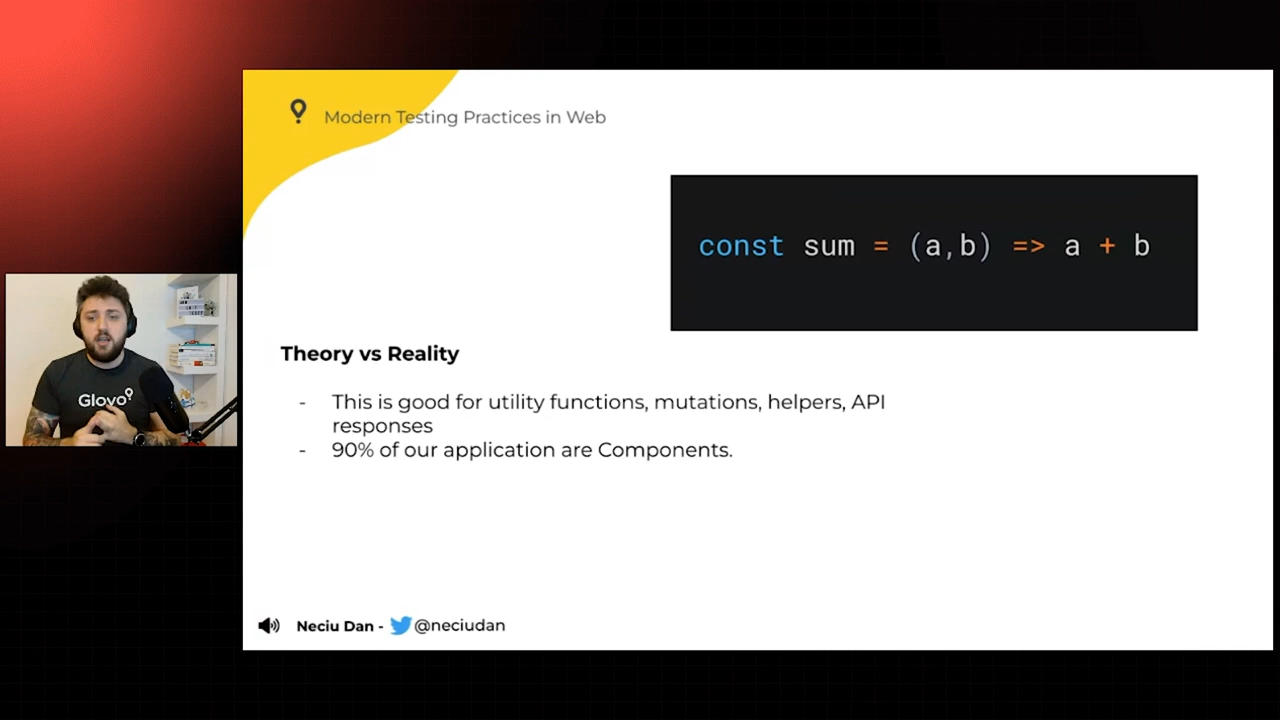 Modern Testing Practices in Web
const sum = (a,b) => a + b
Glovo
Theory vs Reality
- This is good for utility functions, mutations, helpers, API
responses
- 90% of our application are Components.
Neciu Dan - @neciudan